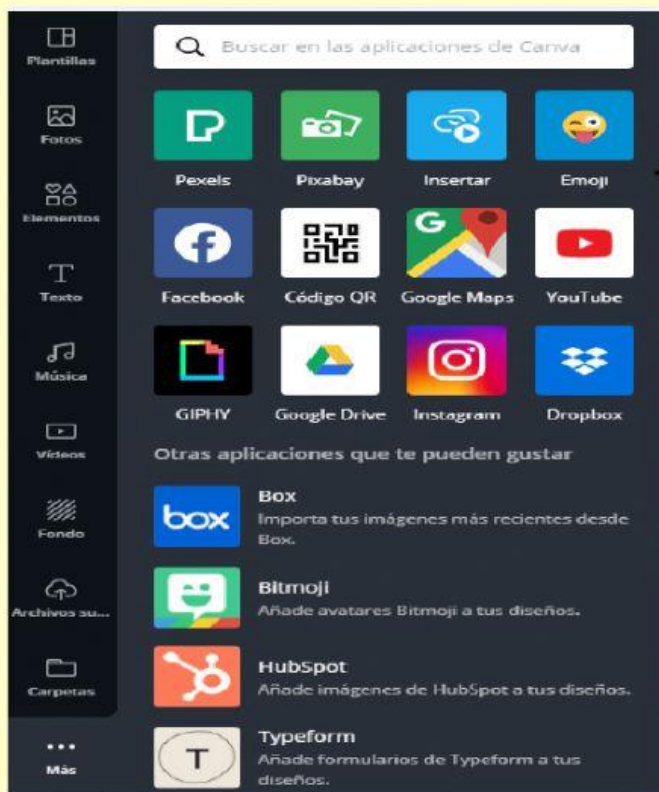 Plantillas
Fotos
Elementos
Texto
Música
Vídeos
Fondo
Archivos su...
Carpetas
Más
Buscar en las aplicaciones de Canva
Pexels Pixabay Insertar Emoji
Facebook Código QR Google Maps YouTube
GIPHY Google Drive Instagram Dropbox
Otras aplicaciones que te pueden gustar
box
Box
Importa tus imágenes más recientes desde
Box.
Bitmoji
Añade avatares Bitmoji a tus diseños.
HubSpot
Añade imágenes de HubSpot a tus diseños.
T
Typeform
Añade formularios de Typeform a tus
diseños.